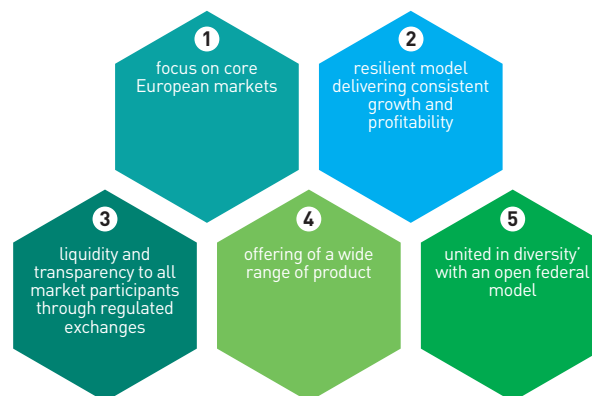 1
focus on core
European markets
2
resilient model
delivering consistent
growth and
profitability
3
liquidity and
transparency to all
market participants
through regulated
exchanges
4
offering of a wide
range of product
5
united in diversity*
with an open federal
model